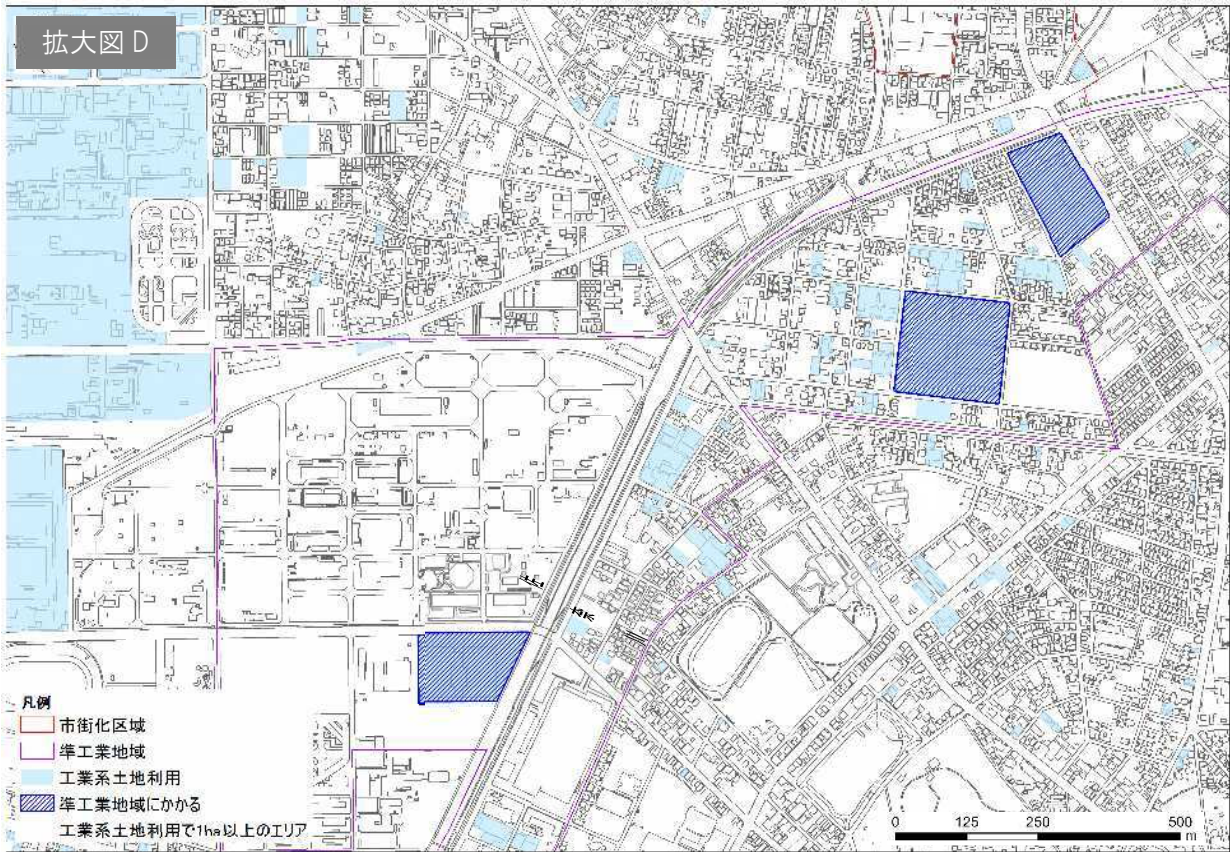 拡大図 D
凡例
市街化区域
準工業地域
工業系土地利用
準工業地域にかかる
工業系土地利用で1ha以上のエリア
0 125 250 500
m